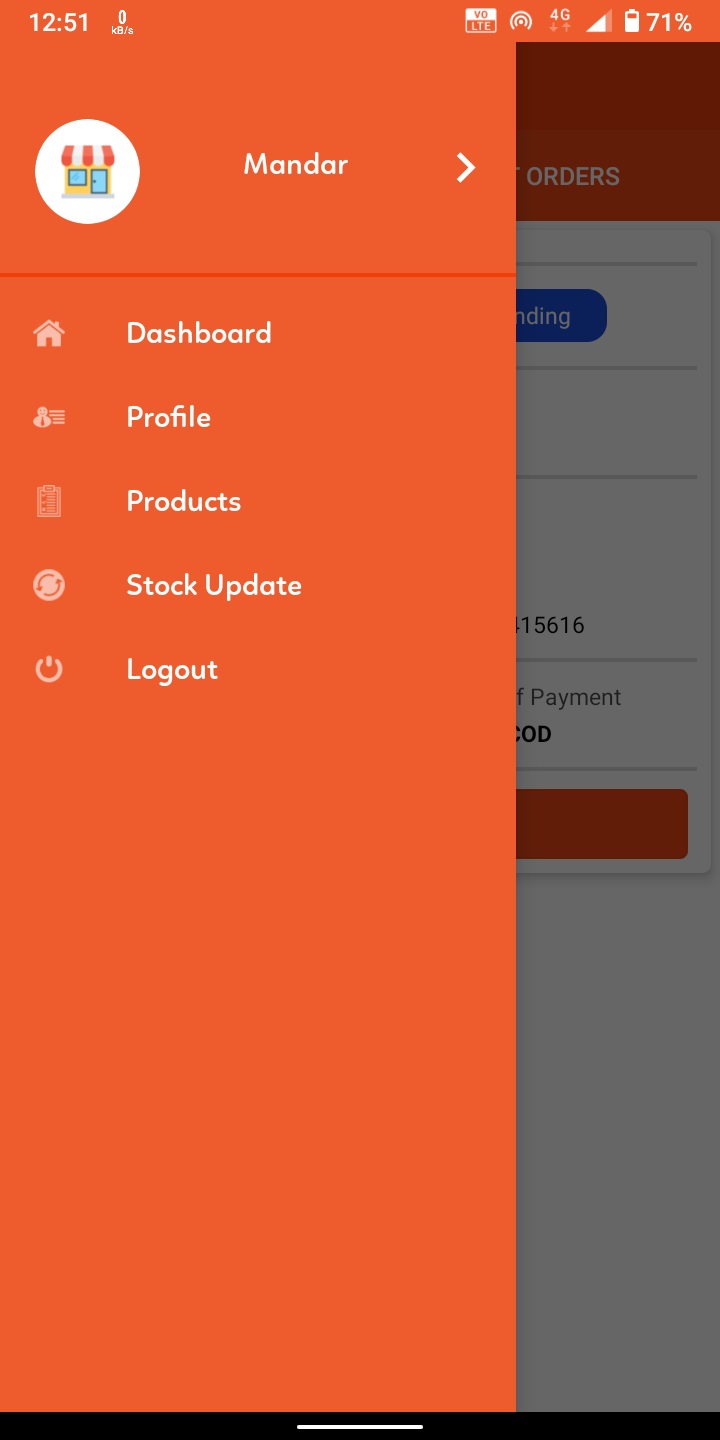 12:51
0
kB/s
VO
LTE
4G
71%
Mandar
ORDERS
Dashboard
Profile
Products
Stock Update
Logout
nding
415616
f Payment
COD